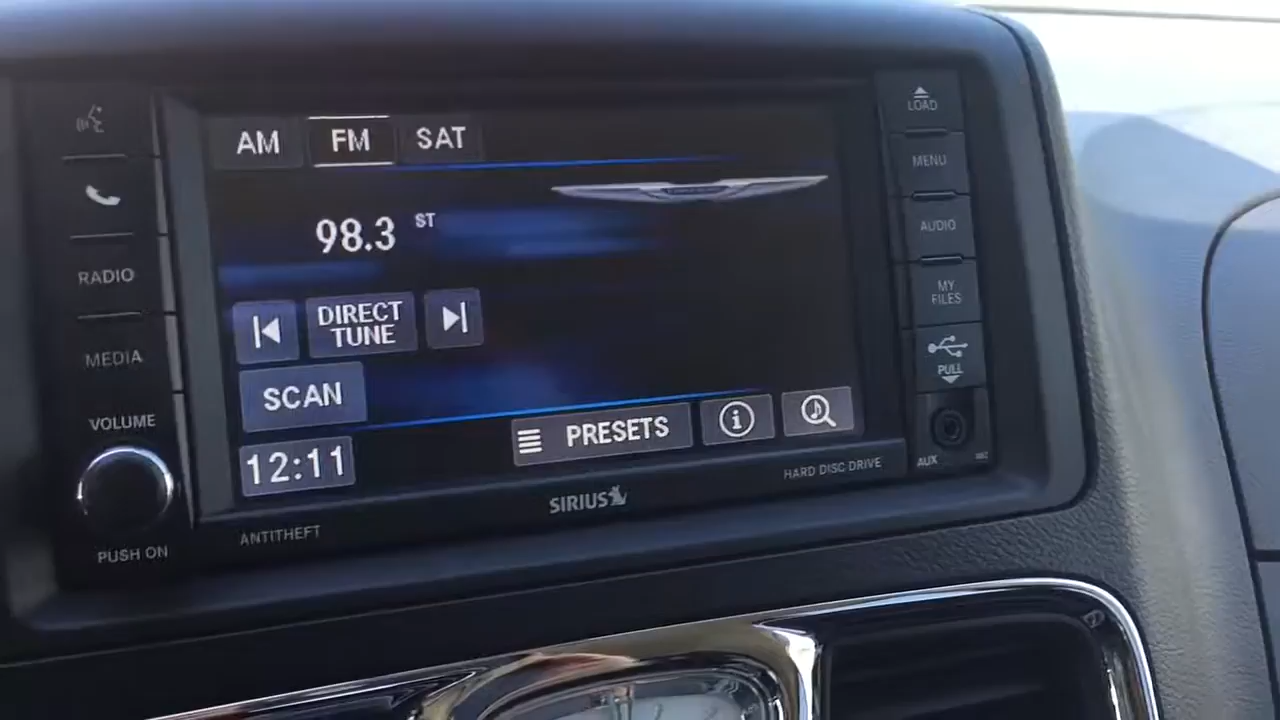 AM FM SAT
98.3 ST
DIRECT
TUNE
SCAN
12:11
PRESETS
RADIO
MEDIA
VOLUME
PUSH ON
ANTITHEFT
SIRIUS
HARD DISC DRIVE
LOAD
MENU
AUDIO
MY
FILES
PULL
AUX